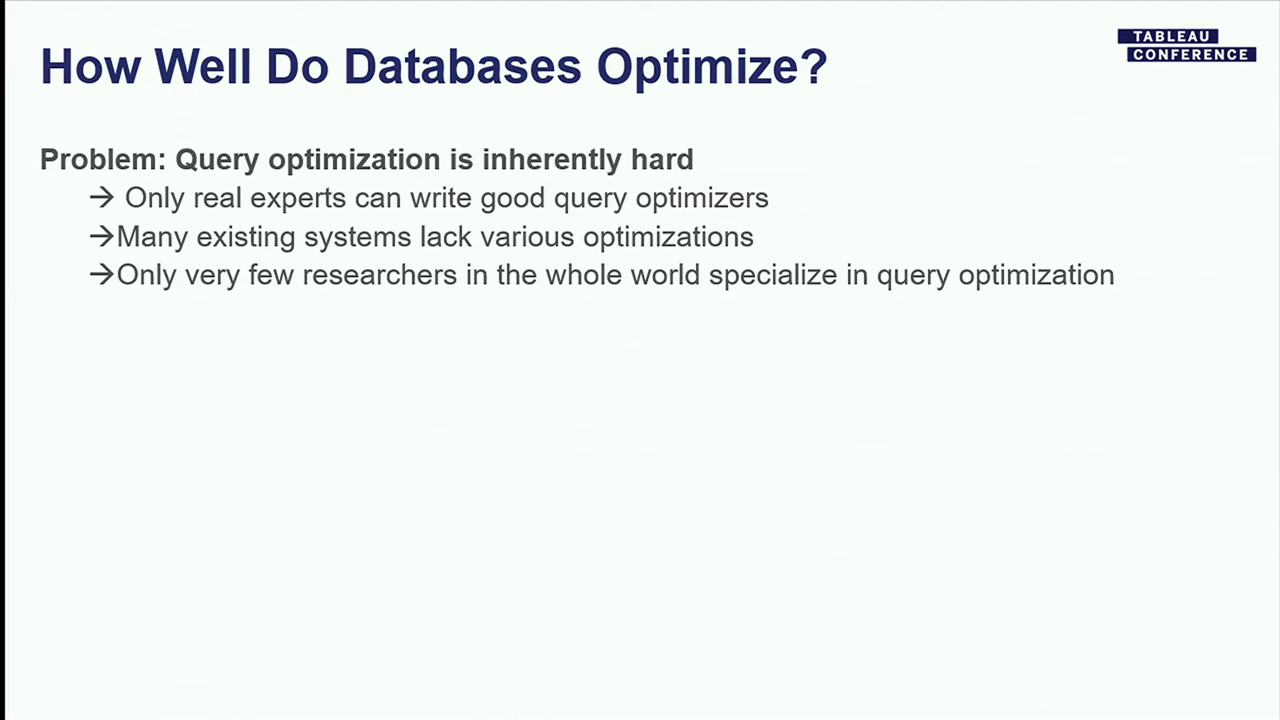 How Well Do Databases Optimize?
TABLEAU
CONFERENCE
Problem: Query optimization is inherently hard
→ Only real experts can write good query optimizers
→Many existing systems lack various optimizations
→Only very few researchers in the whole world specialize in query optimization